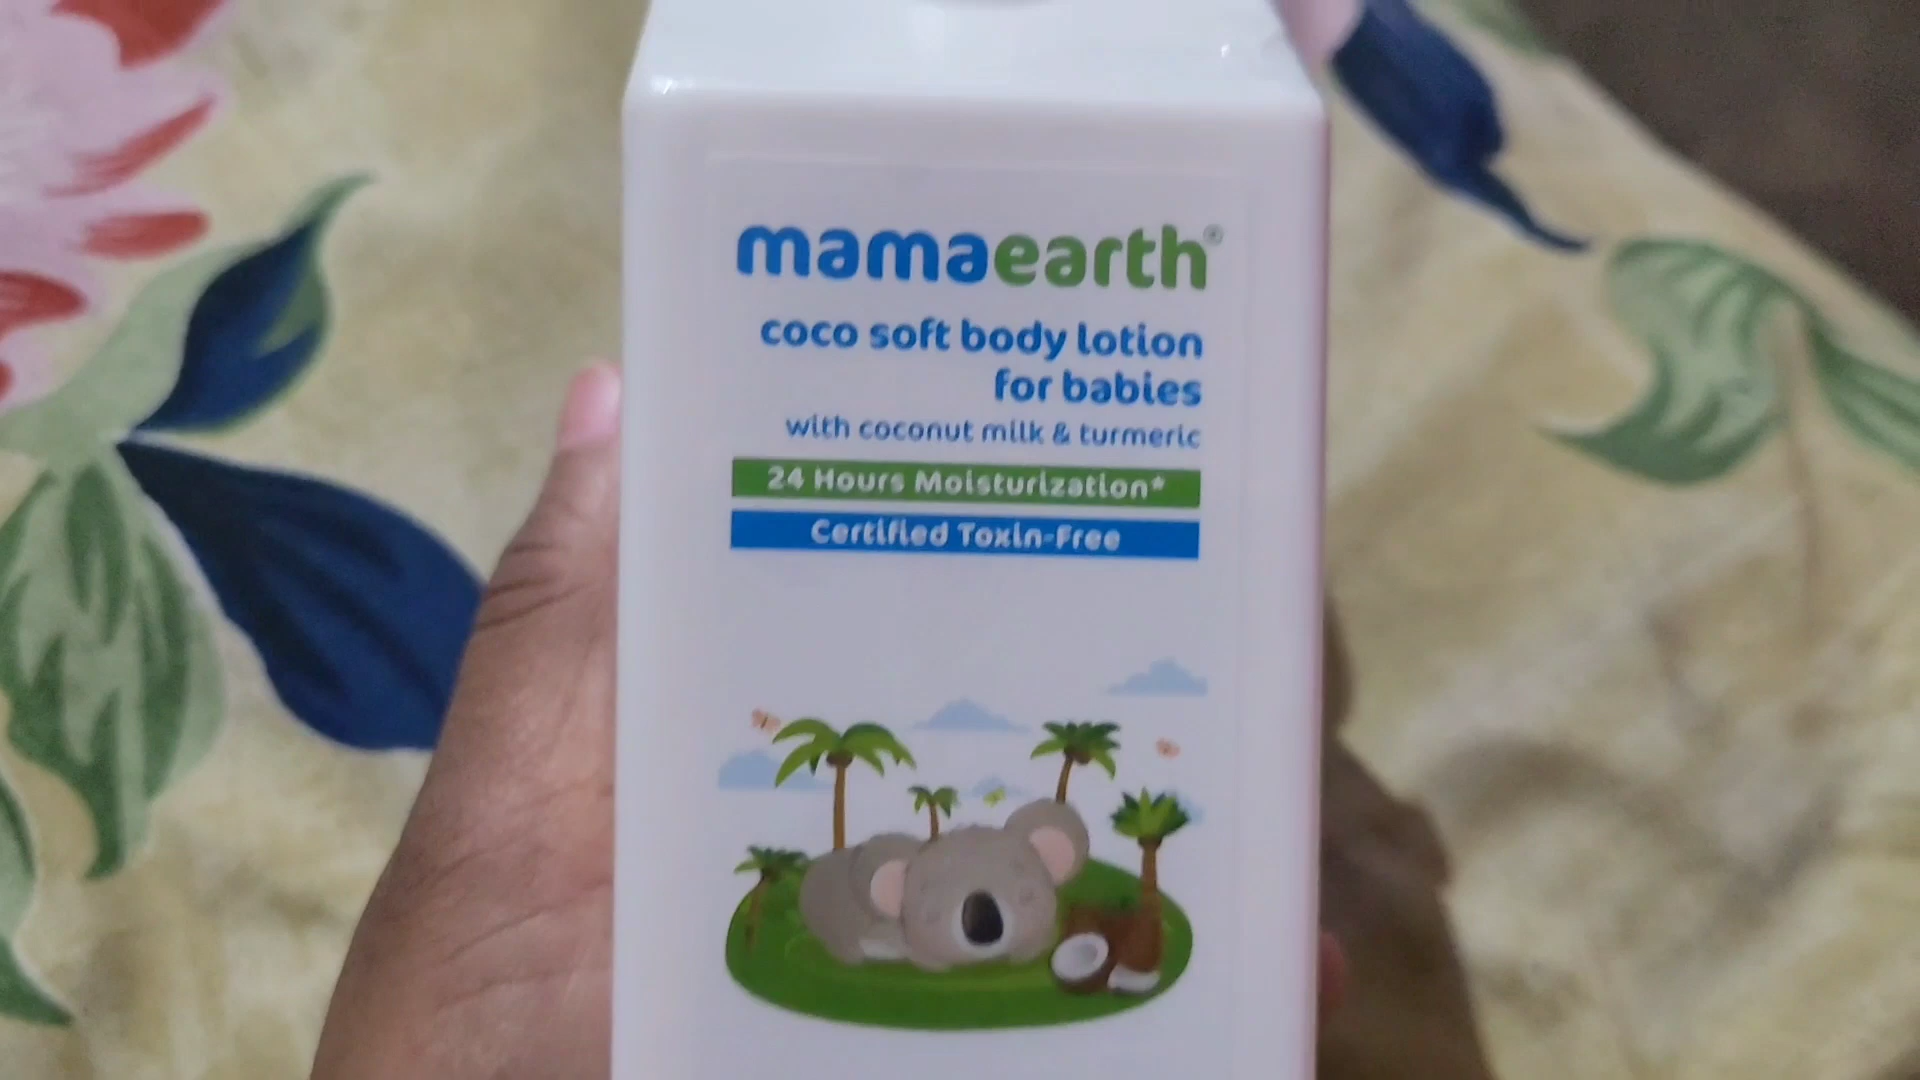 mamaearth®
coco soft body lotion
for babies
with coconut milk & turmeric
24 Hours Moisturization*
Certified Toxin-Free